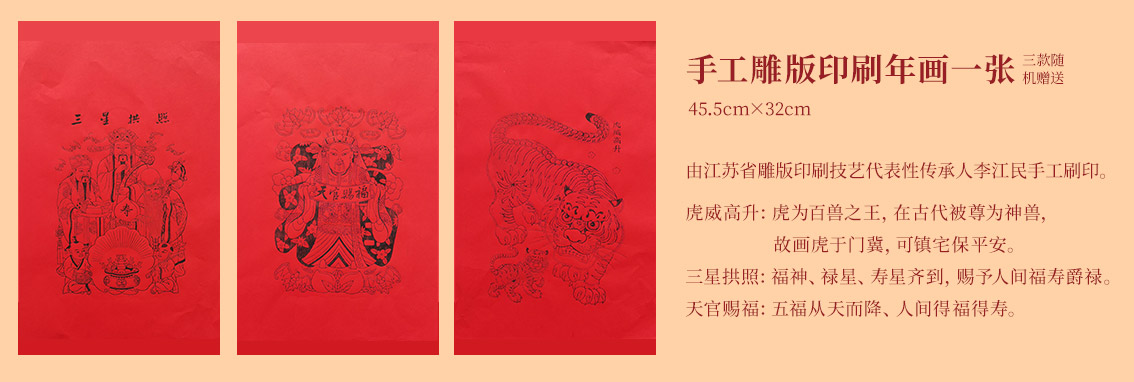 三星拱照
天官赐福
虎威高升
手工雕版印刷年画一张
三款随
机赠送
45.5cm×32cm
由江苏省雕版印刷技艺代表性传承人李江民手工刷印。
虎威高升：虎为百兽之王，在古代被尊为神兽，
故画虎于门冀，可镇宅保平安。
三星拱照：福神、禄星、寿星齐到，赐予人间福寿爵禄。
天官赐福：五福从天而降、人间得福得寿。